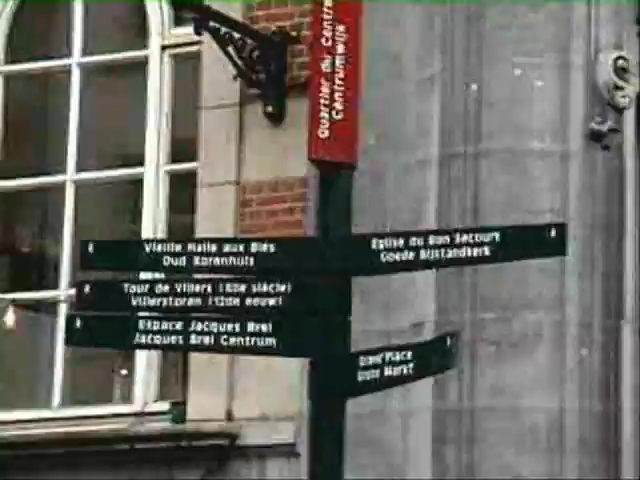 Quartier du Centre
Centrumwijk
Vieille Halle aux Blés
Oud Korenhuis
Eglise du Bon Secours
Goede Bijstandkerk
Tour de Villers (12de siècle)
Villerstoren (12de eeuw)
Espace Jacques Brel
Jacques Brel Centrum
Grand'Place
Grote Markt